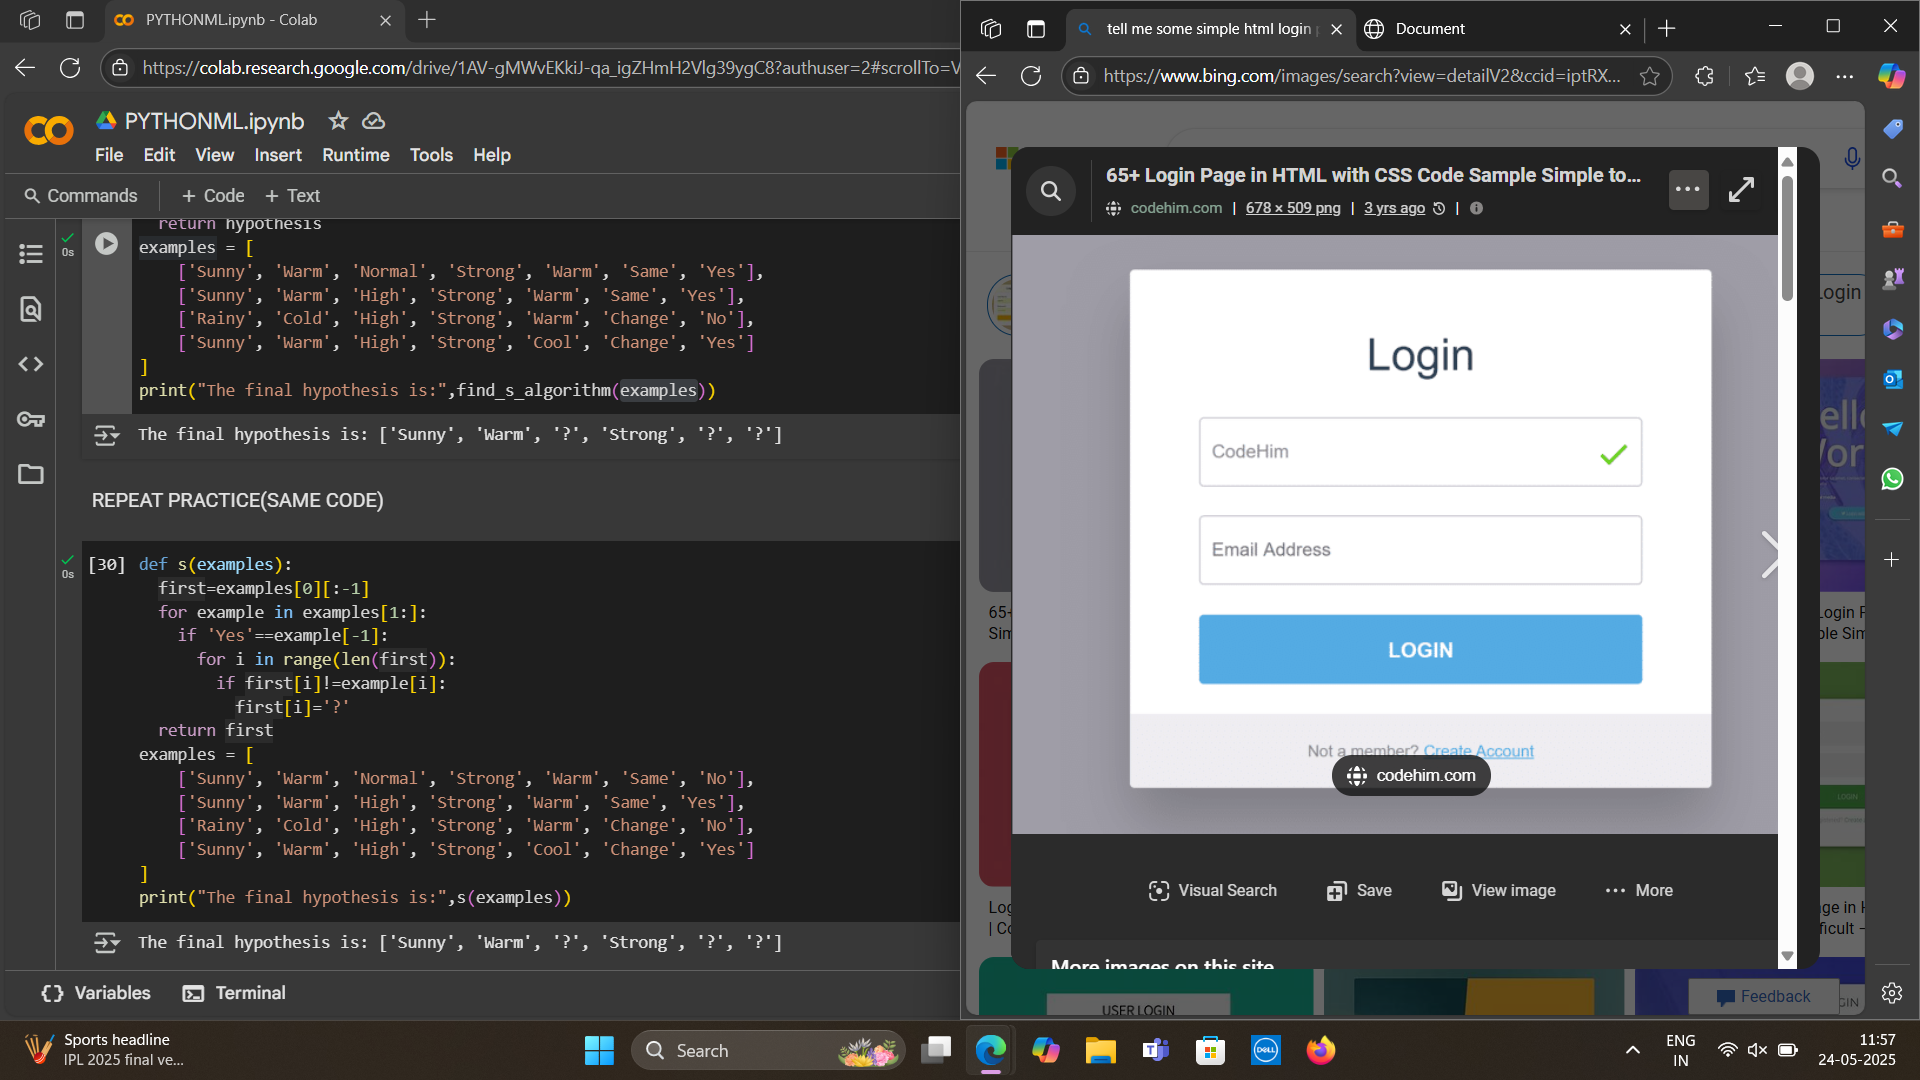 PYTHONML.ipynb - Colab
https://colab.research.google.com/drive/1AV-gMWvEKkiJ-qa_igZHmH2Vlg39ygC8?authuser=2#scrollTo=V
PYTHONML.ipynb
File Edit View Insert Runtime Tools Help
Commands + Code + Text
return hypothesis
0s
examples = [
['Sunny', 'Warm', 'Normal', 'Strong', 'Warm', 'Same', 'Yes'],
['Sunny', 'Warm', 'High', 'Strong', 'Warm', 'Same', 'Yes'],
['Rainy', 'Cold', 'High', 'Strong', 'Warm', 'Change', 'No'],
['Sunny', 'Warm', 'High', 'Strong', 'Cool', 'Change', 'Yes']
]
print("The final hypothesis is:",find_s_algorithm(examples))
The final hypothesis is: ['Sunny', 'Warm', '?', 'Strong', '?', '?']
REPEAT PRACTICE(SAME CODE)
0s
[30] def s(examples):
first=examples[0][:-1]
for example in examples[1:]:
if 'Yes'==example[-1]:
for i in range(len(first)):
if first[i]!=example[i]:
first[i]='?'
return first
examples = [
['Sunny', 'Warm', 'Normal', 'Strong', 'Warm', 'Same', 'No'],
['Sunny', 'Warm', 'High', 'Strong', 'Warm', 'Same', 'Yes'],
['Rainy', 'Cold', 'High', 'Strong', 'Warm', 'Change', 'No'],
['Sunny', 'Warm', 'High', 'Strong', 'Cool', 'Change', 'Yes']
]
print("The final hypothesis is:",s(examples))
The final hypothesis is: ['Sunny', 'Warm', '?', 'Strong', '?', '?']
{} Variables Terminal
tell me some simple html login
Document
https://www.bing.com/images/search?view=detailV2&ccid=iptRX...
65+ Login Page in HTML with CSS Code Sample Simple to...
codehim.com | 678 × 509 png | 3 yrs ago |
Login
CodeHim
Email Address
LOGIN
Not a member? Create Account
codehim.com
Visual Search Save View image ... More
More images on this site
USER LOGIN
Feedback
Sports headline
IPL 2025 final ve...
Search
DELL
ENG
IN
11:57
24-05-2025